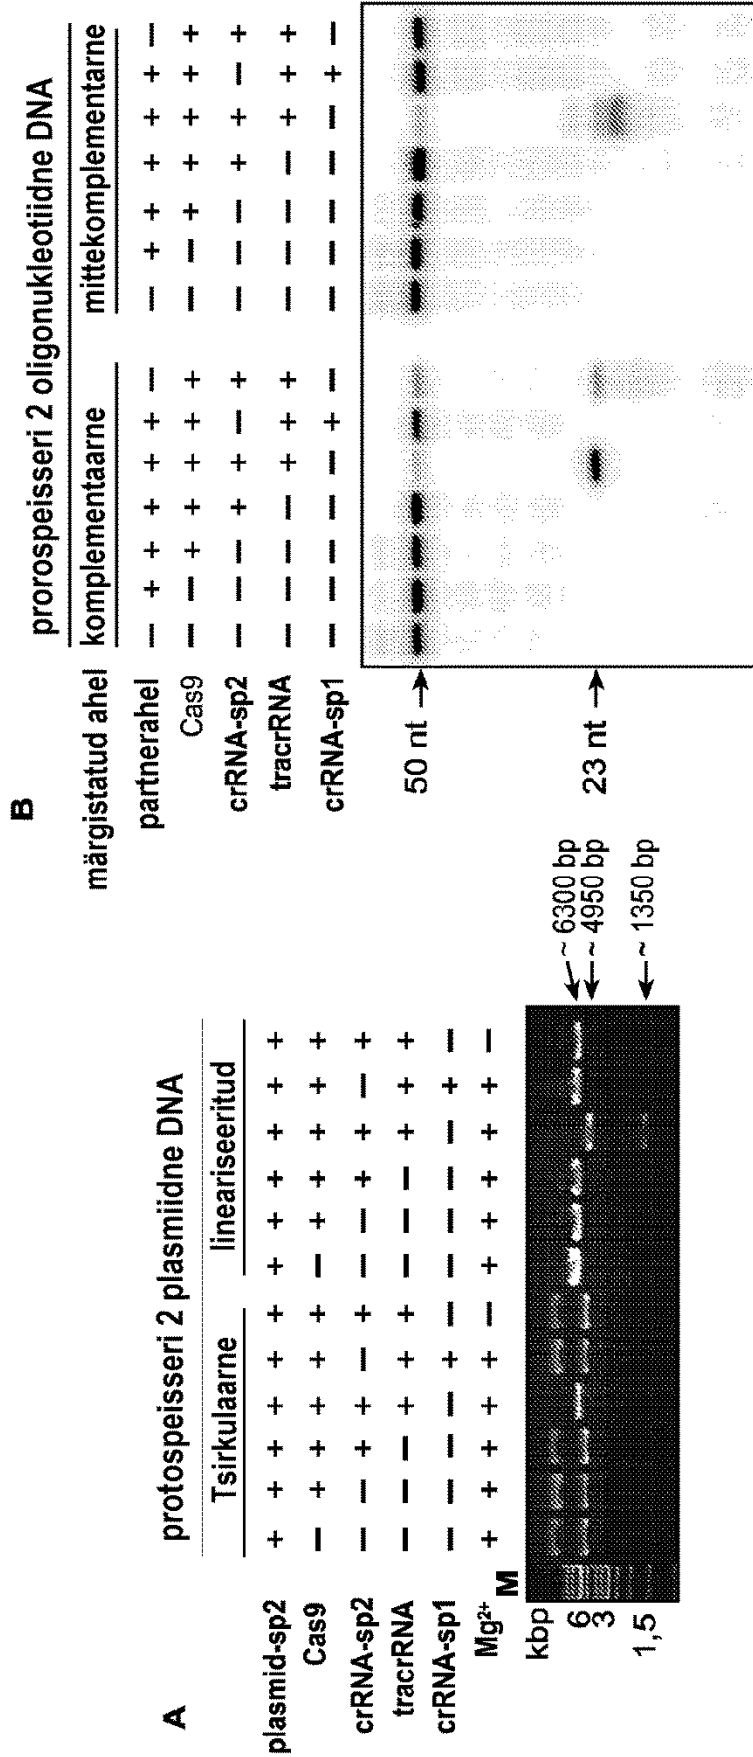 A
protospeisseri 2 plasmiidne DNA
Tsirkulaarne lineariseeritud
plasmid-sp2 + + + + + + + + + + + +
Cas9 − + + + + + − + + + + +
crRNA-sp2 − − + + − + − − + + − +
tracrRNA − − − + + + − − − + + +
crRNA-sp1 − − − − + − − − − − + −
Mg²⁺ + + + + + − + + + + + −
kbp M
6
3
1,5
~ 6300 bp
~ 4950 bp
~ 1350 bp
B
prorospeisseri 2 oligonukleotiidne DNA
märgistatud ahel komplementaarne mittekomplementarne
partnerahel − + + + + + − − + + + + + −
Cas9 − − + + + + + − − + + + + +
crRNA-sp2 − − − + + − + − − − + + − +
tracrRNA − − − − + + + − − − − + + +
crRNA-sp1 − − − − − + − − − − − − + −
50 nt
23 nt